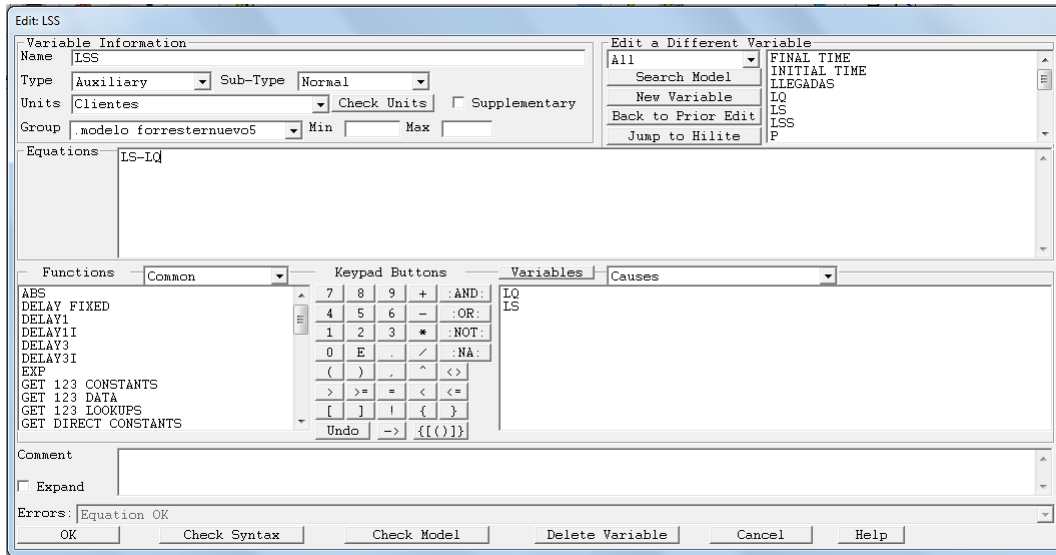 Edit: LSS
Variable Information
Name LSS
Type Auxiliary Sub-Type Normal
Units Clientes Check Units Supplementary
Group .modelo forresternuevo5 Min Max
Edit a Different Variable
All
Search Model
New Variable
Back to Prior Edit
Jump to Hilite
FINAL TIME
INITIAL TIME
LLEGADAS
LQ
LS
LSS
P
Equations
LS-LQ
Functions Common
ABS
DELAY FIXED
DELAY1
DELAY1I
DELAY3
DELAY3I
EXP
GET 123 CONSTANTS
GET 123 DATA
GET 123 LOOKUPS
GET DIRECT CONSTANTS
Keypad Buttons
7 8 9 + :AND:
4 5 6 - :OR:
1 2 3 * :NOT:
0 E . / :NA:
( ) , ^ <>
> >= = < <=
[ ] ! { }
Undo -> {[()]}
Variables Causes
LQ
LS
Comment
Expand
Errors: Equation OK
OK Check Syntax Check Model Delete Variable Cancel Help